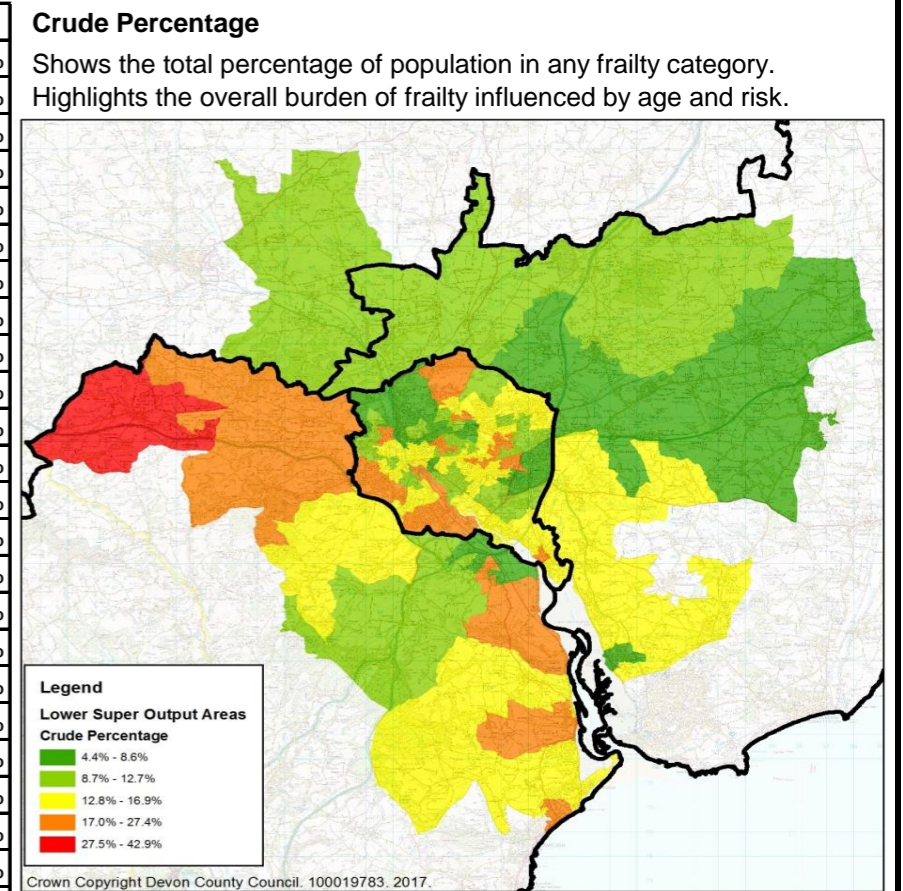 Crude Percentage
Shows the total percentage of population in any frailty category.
Highlights the overall burden of frailty influenced by age and risk.
Legend
Lower Super Output Areas
Crude Percentage
4.4% - 8.6%
8.7% - 12.7%
12.8% - 16.9%
17.0% - 27.4%
27.5% - 42.9%
Crown Copyright Devon County Council. 100019783. 2017.